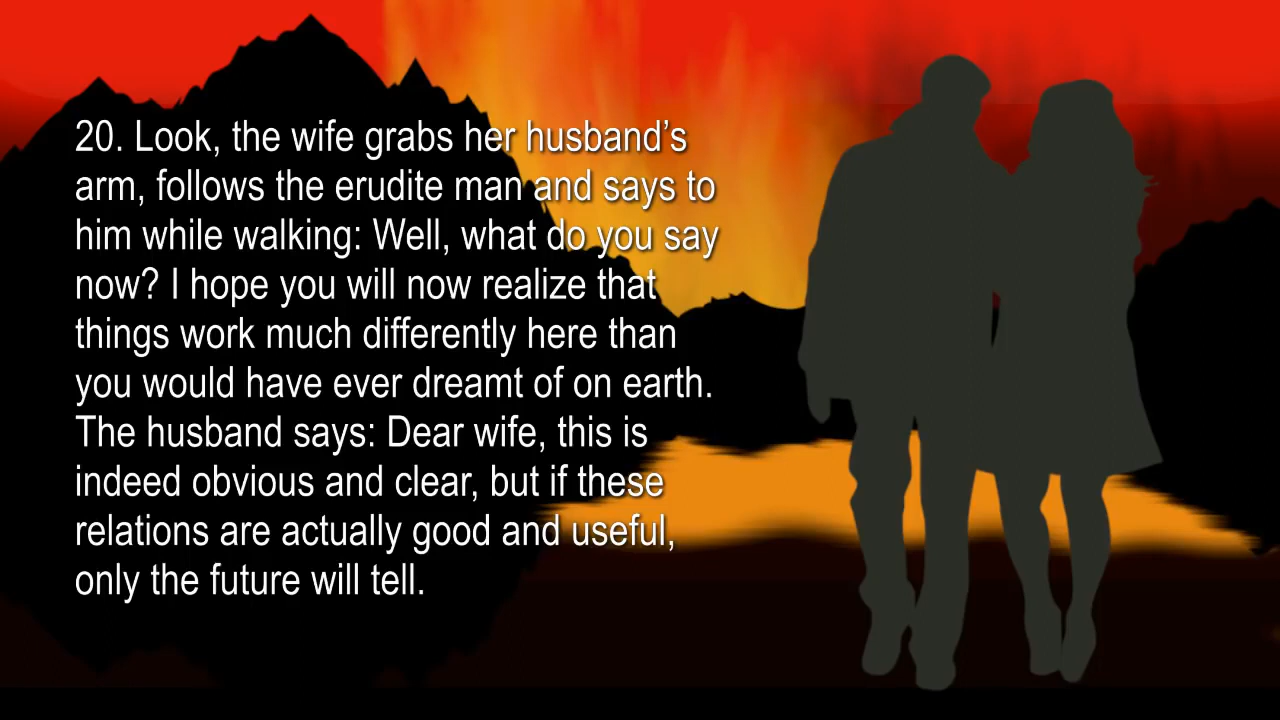 20. Look, the wife grabs her husband’s
arm, follows the erudite man and says to
him while walking: Well, what do you say
now? I hope you will now realize that
things work much differently here than
you would have ever dreamt of on earth.
The husband says: Dear wife, this is
indeed obvious and clear, but if these
relations are actually good and useful,
only the future will tell.